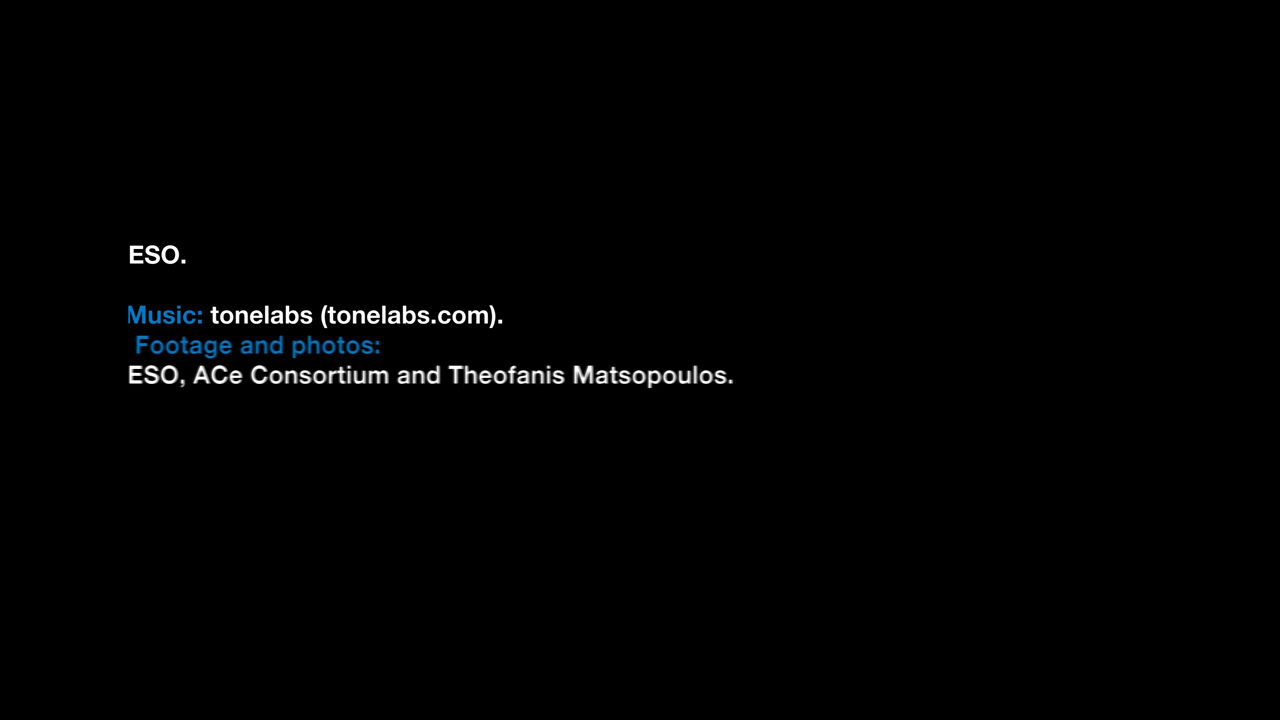 ESO.
Music: tonelabs (tonelabs.com).
Footage and photos:
ESO, ACe Consortium and Theofanis Matsopoulos.